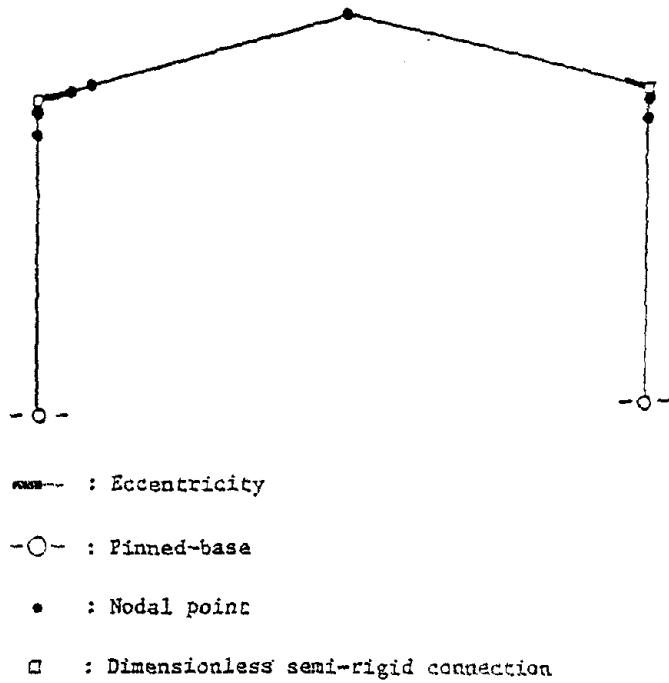 : Eccentricity
: Pinned-base
: Nodal point
: Dimensionless semi-rigid connection